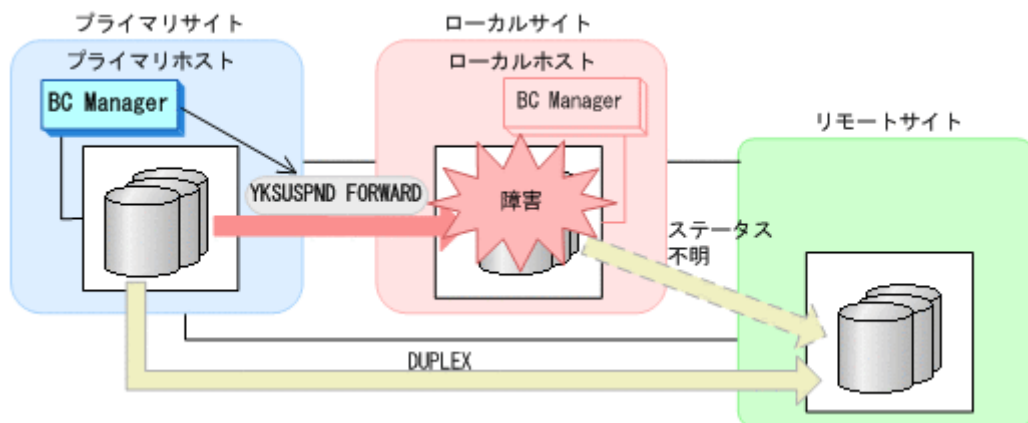 プライマリサイト
プライマリホスト
BC Manager
ローカルサイト
ローカルホスト
BC Manager
リモートサイト
YKSUSPND FORWARD
障害
ステータス
不明
DUPLEX